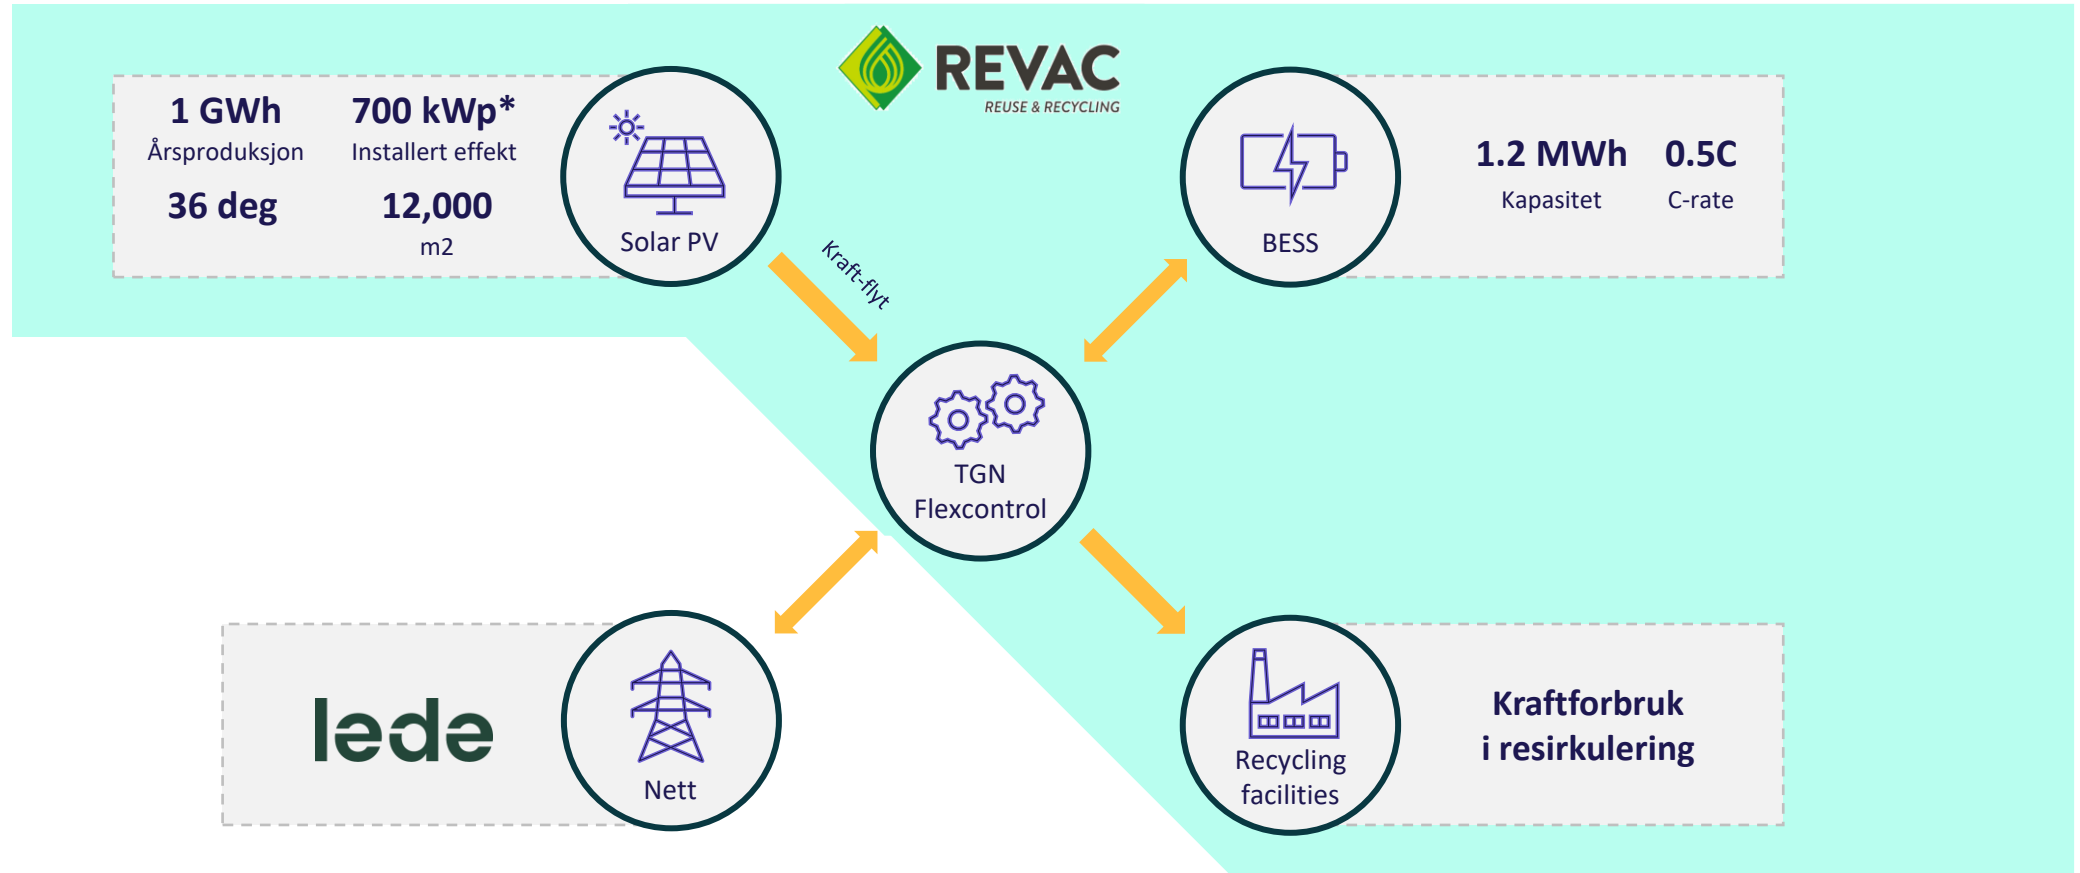 REVAC
REUSE & RECYCLING
1 GWh
Årsproduksjon
700 kWp*
Installert effekt
36 deg
12,000
m2
Solar PV
Kraft-flyt
BESS
1.2 MWh
Kapasitet
0.5C
C-rate
TGN
Flexcontrol
lede
Nett
Recycling
facilities
Kraftforbruk
i resirkulering